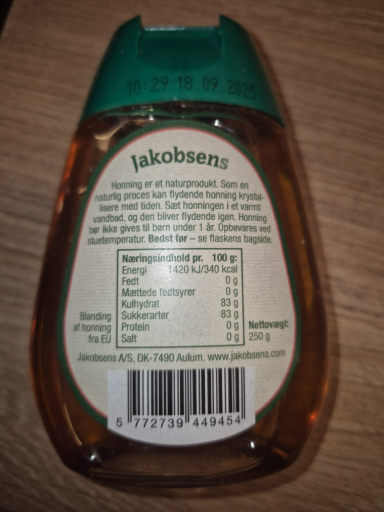 10:29 18.09.2025
Jakobsens
Honning er et naturprodukt. Som en
naturlig proces kan flydende honning krystal-
lisere med tiden. Sæt honningen i et varmt
vandbad, og den bliver flydende igen. Honning
bør ikke gives til børn under 1 år. Opbevares ved
stuetemperatur. Bedst før – se flaskens bagside.
Næringsindhold pr. 100 g:
Energi 1420 kJ/340 kcal
Fedt 0 g
Mættede fedtsyrer 0 g
Kulhydrat 83 g
Sukkerarter 83 g
Protein 0 g
Salt 0 g
Blanding
af honning
fra EU
Nettovægt:
250 g
Jakobsens A/S, DK-7490 Aulum. www.jakobsens.com
5 772739 449454